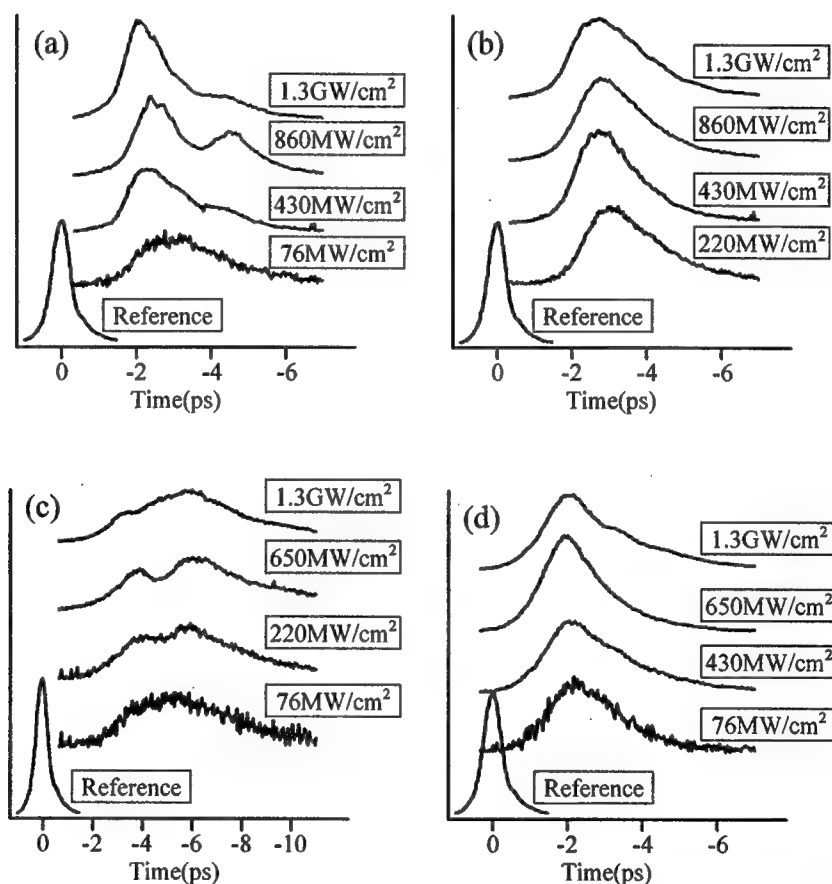 (a)
1.3GW/cm²
860MW/cm²
430MW/cm²
76MW/cm²
Reference
0 -2 -4 -6
Time(ps)
(b)
1.3GW/cm²
860MW/cm²
430MW/cm²
220MW/cm²
Reference
0 -2 -4 -6
Time(ps)
(c)
1.3GW/cm²
650MW/cm²
220MW/cm²
76MW/cm²
Reference
0 -2 -4 -6 -8 -10
Time(ps)
(d)
1.3GW/cm²
650MW/cm²
430MW/cm²
76MW/cm²
Reference
0 -2 -4 -6
Time(ps)